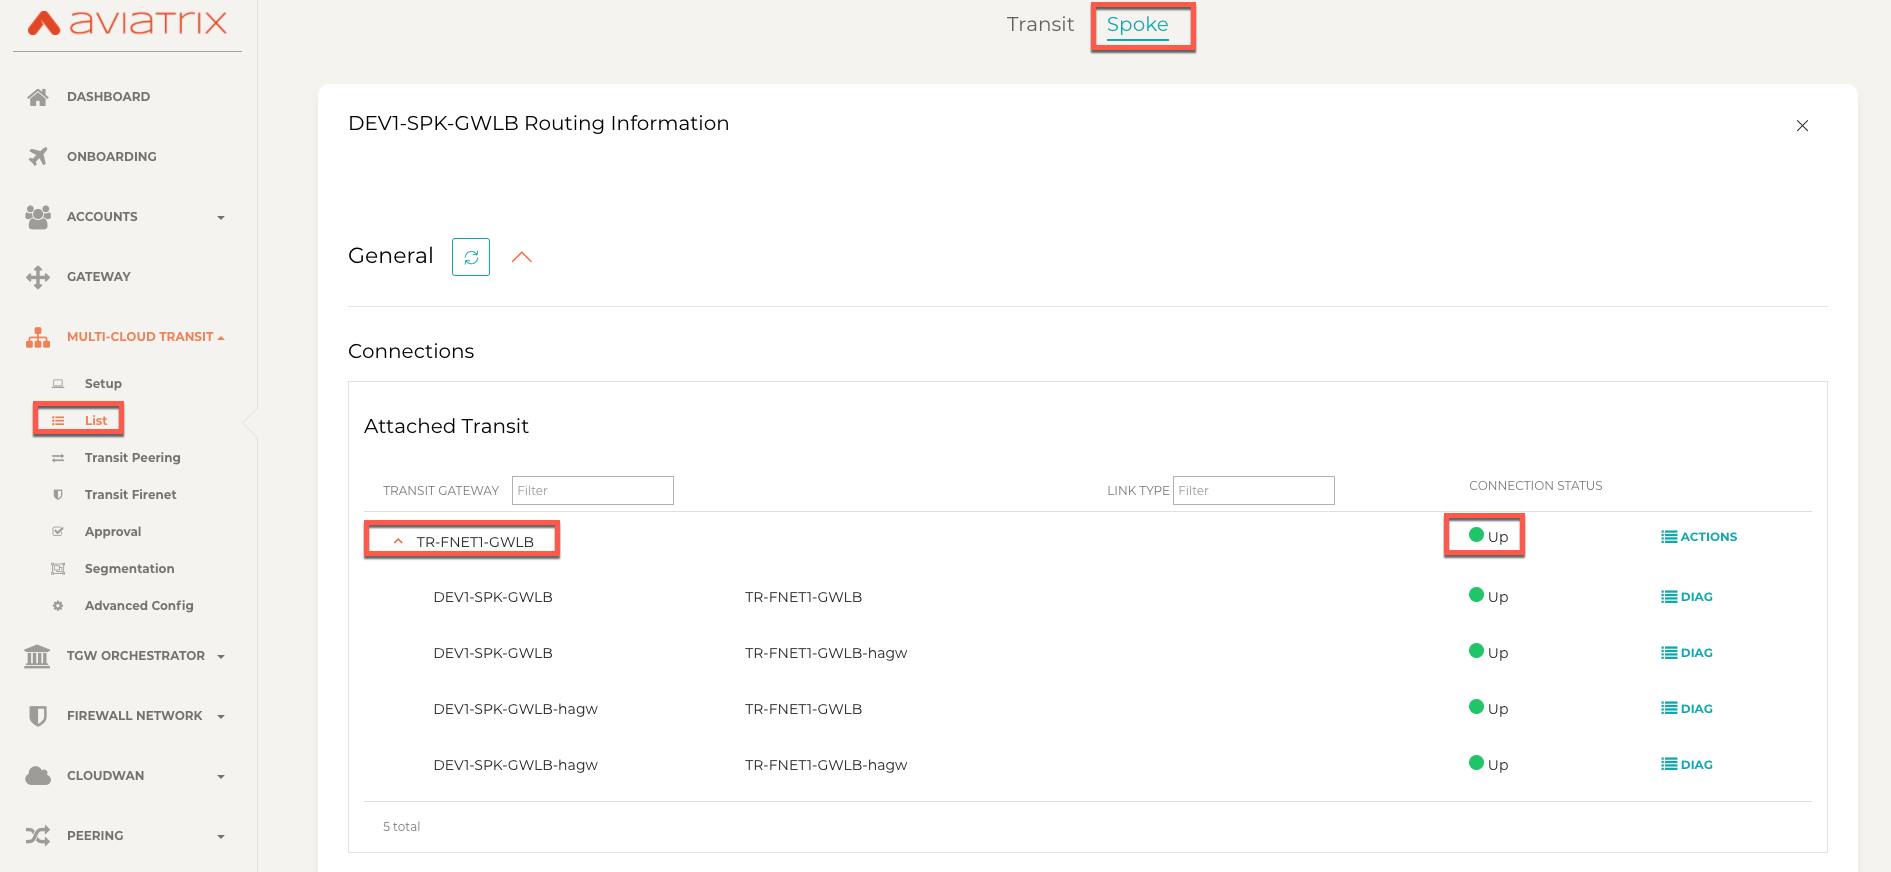 aviatrix
Transit Spoke
DASHBOARD
ONBOARDING
ACCOUNTS
GATEWAY
MULTI-CLOUD TRANSIT
Setup
List
Transit Peering
Transit Firenet
Approval
Segmentation
Advanced Config
TGW ORCHESTRATOR
FIREWALL NETWORK
CLOUDWAN
PEERING
DEV1-SPK-GWLB Routing Information
General
Connections
Attached Transit
TRANSIT GATEWAY Filter LINK TYPE Filter CONNECTION STATUS
TR-FNET1-GWLB Up ACTIONS
DEV1-SPK-GWLB TR-FNET1-GWLB Up DIAG
DEV1-SPK-GWLB TR-FNET1-GWLB-hagw Up DIAG
DEV1-SPK-GWLB-hagw TR-FNET1-GWLB Up DIAG
DEV1-SPK-GWLB-hagw TR-FNET1-GWLB-hagw Up DIAG
5 total